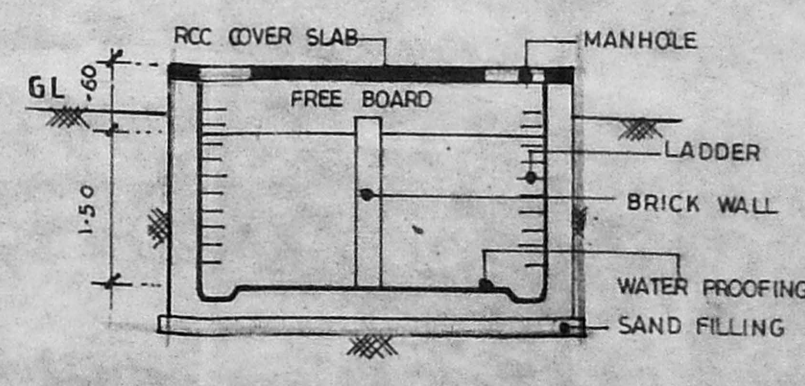 RCC COVER SLAB
MANHOLE
GL
.60
FREE BOARD
LADDER
1.50
BRICK WALL
WATER PROOFING
SAND FILLING